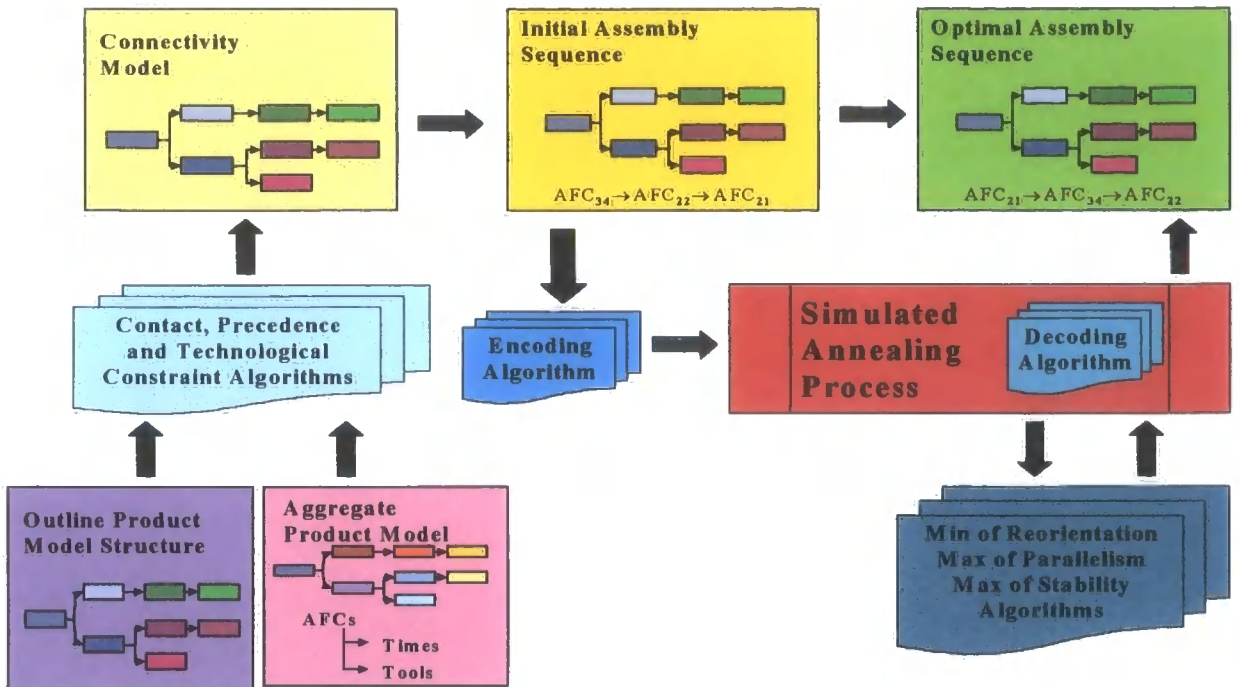 Connectivity
Model
Initial Assembly
Sequence
AFC₃₄→AFC₂₂→AFC₂₁
Optimal Assembly
Sequence
AFC₂₁→AFC₃₄→AFC₂₂
Contact, Precedence
and Technological
Constraint Algorithms
Encoding
Algorithm
Simulated
Annealing
Process
Decoding
Algorithm
Outline Product
Model Structure
Aggregate
Product Model
AFCs
Times
Tools
Min of Reorientation
Max of Parallelism
Max of Stability
Algorithms